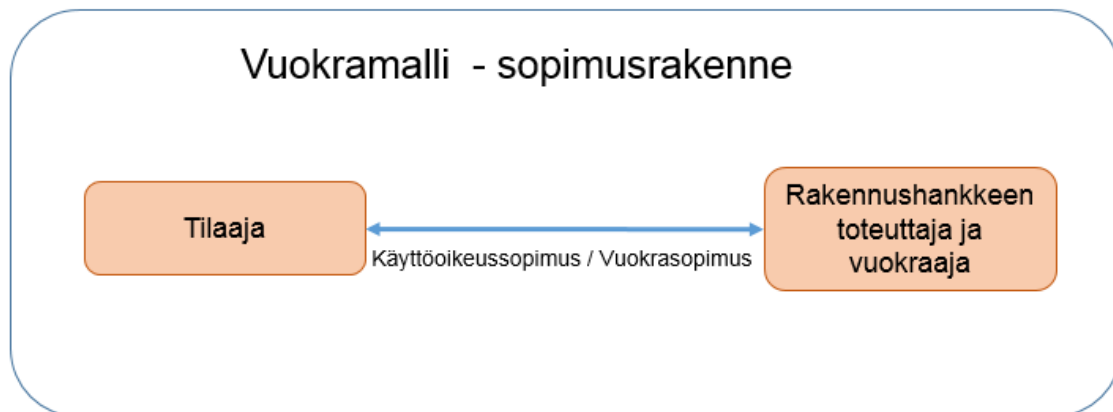 Vuokramalli - sopimusrakenne
Tilaaja
Käyttöoikeussopimus / Vuokrasopimus
Rakennushankkeen
toteuttaja ja
vuokraaja